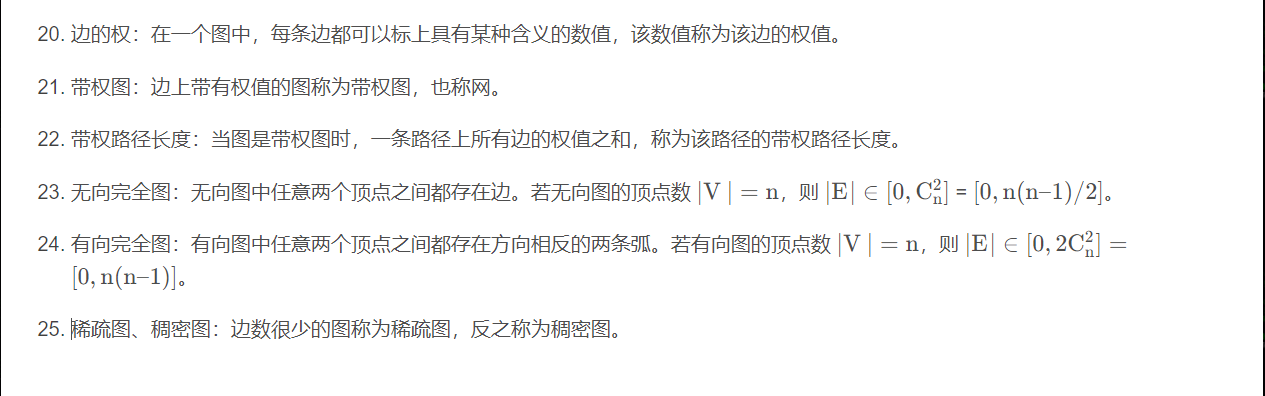 20. 边的权：在一个图中，每条边都可以标上具有某种含义的数值，该数值称为该边的权值。
21. 带权图：边上带有权值的图称为带权图，也称网。
22. 带权路径长度：当图是带权图时，一条路径上所有边的权值之和，称为该路径的带权路径长度。
23. 无向完全图：无向图中任意两个顶点之间都存在边。若无向图的顶点数 |V | = n，则 |E| ∈ [0, C_n^2] = [0, n(n–1)/2]。
24. 有向完全图：有向图中任意两个顶点之间都存在方向相反的两条弧。若有向图的顶点数 |V | = n，则 |E| ∈ [0, 2C_n^2] =
[0, n(n–1)]。
25. 稀疏图、稠密图：边数很少的图称为稀疏图，反之称为稠密图。